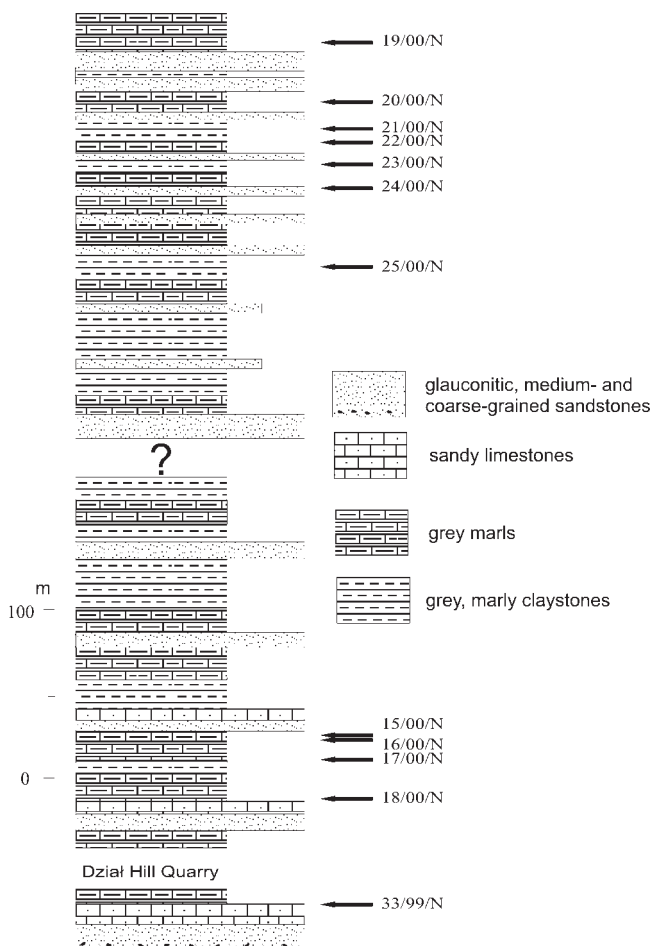 19/00/N
20/00/N
21/00/N
22/00/N
23/00/N
24/00/N
25/00/N
glauconitic, medium- and
coarse-grained sandstones
sandy limestones
?
grey marls
grey, marly claystones
m
100
15/00/N
16/00/N
17/00/N
0
18/00/N
Dział Hill Quarry
33/99/N